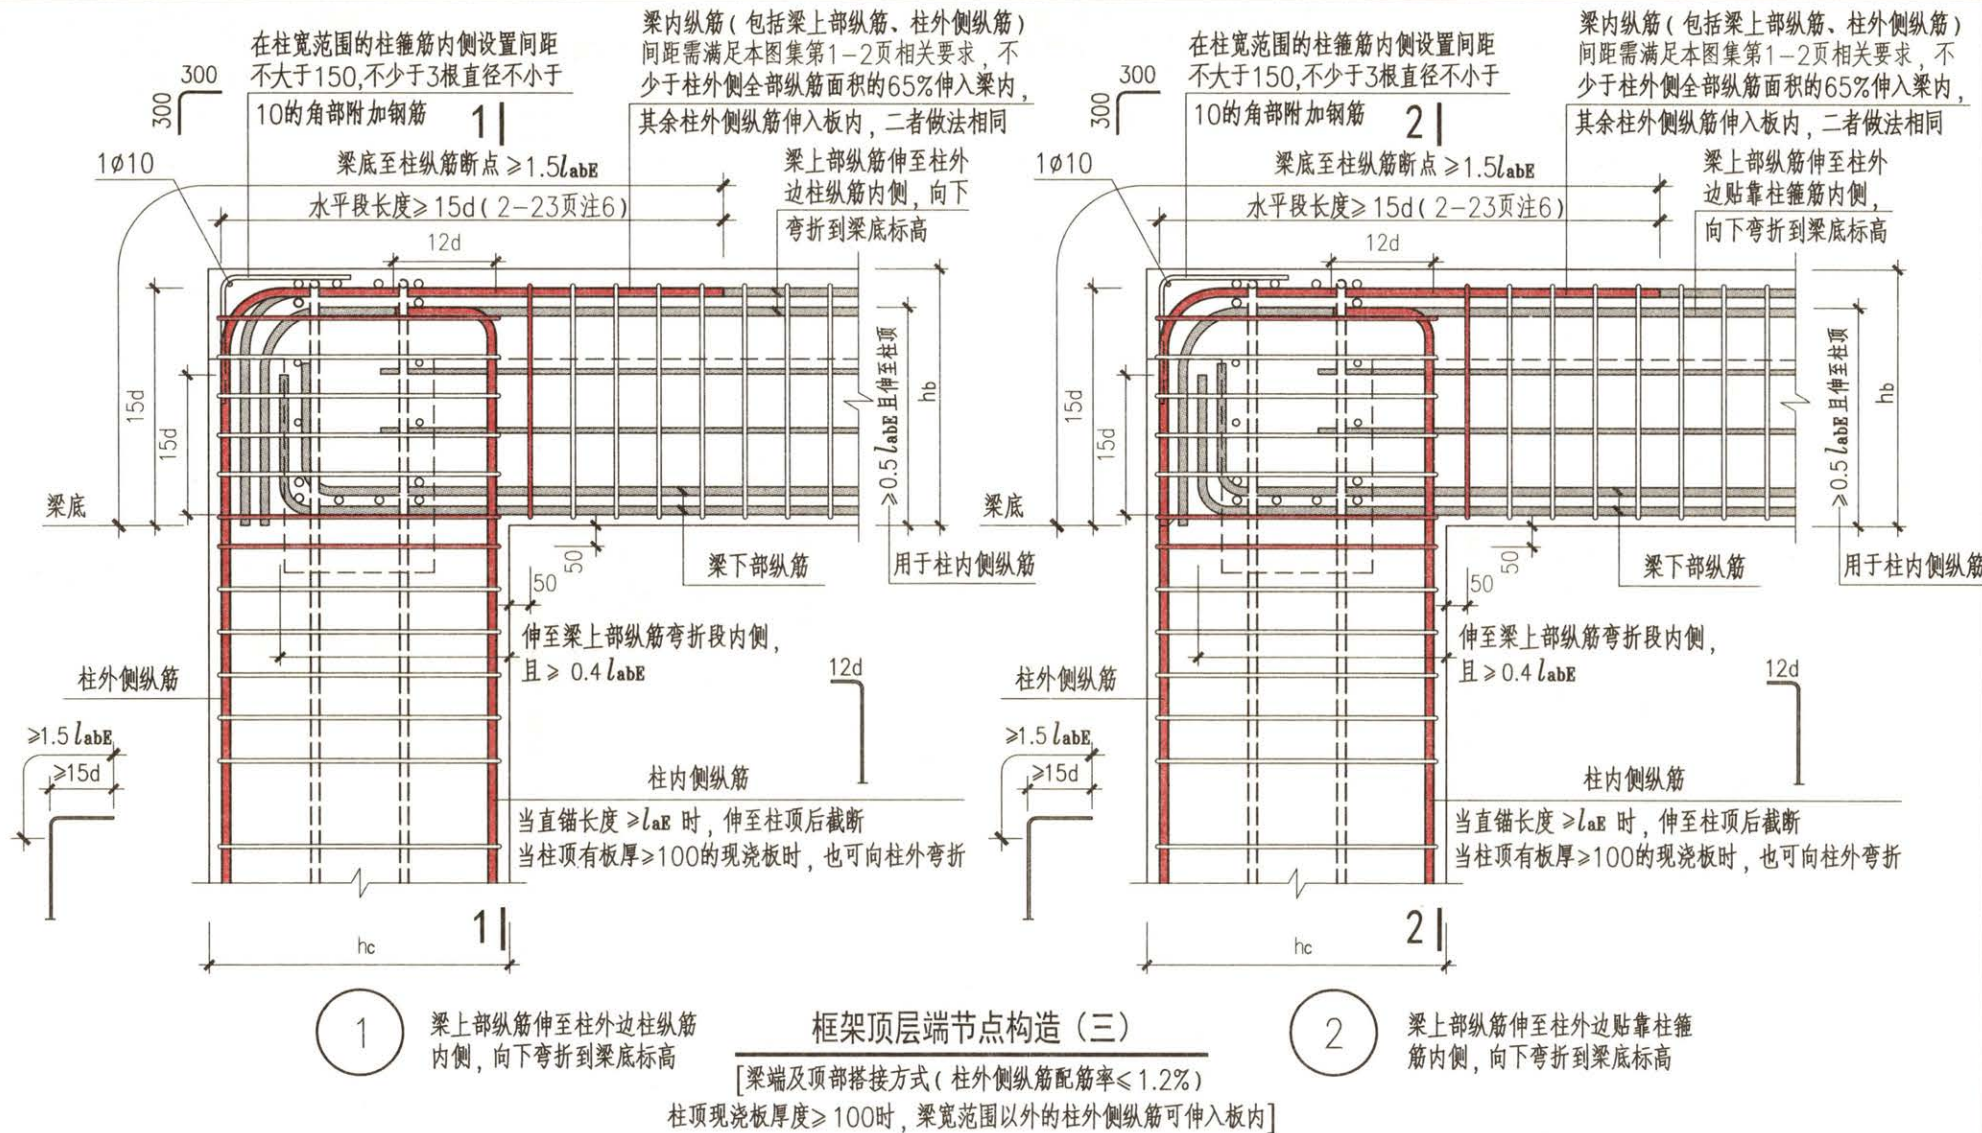 在柱宽范围的柱箍筋内侧设置间距
不大于150,不少于3根直径不小于
10的角部附加钢筋
300
300
1
1ø10
梁内纵筋(包括梁上部纵筋、柱外侧纵筋)
间距需满足本图集第1-2页相关要求,不
少于柱外侧全部纵筋面积的65%伸入梁内,
其余柱外侧纵筋伸入板内,二者做法相同
梁底至柱纵筋断点≥1.5labE
水平段长度≥15d(2-23页注6)
12d
梁上部纵筋伸至柱外
边柱纵筋内侧,向下
弯折到梁底标高
15d
15d
梁底
≥0.5labE且伸至柱顶
hb
用于柱内侧纵筋
梁下部纵筋
50
50
伸至梁上部纵筋弯折段内侧,
且≥0.4labE
柱外侧纵筋
12d
≥1.5labE
≥15d
柱内侧纵筋
当直锚长度≥laE时,伸至柱顶后截断
当柱顶有板厚≥100的现浇板时,也可向柱外弯折
1
hc
在柱宽范围的柱箍筋内侧设置间距
不大于150,不少于3根直径不小于
10的角部附加钢筋
300
300
2
1ø10
梁内纵筋(包括梁上部纵筋、柱外侧纵筋)
间距需满足本图集第1-2页相关要求,不
少于柱外侧全部纵筋面积的65%伸入梁内,
其余柱外侧纵筋伸入板内,二者做法相同
梁底至柱纵筋断点≥1.5labE
水平段长度≥15d(2-23页注6)
12d
梁上部纵筋伸至柱外
边贴靠柱箍筋内侧,
向下弯折到梁底标高
15d
15d
梁底
≥0.5labE且伸至柱顶
hb
用于柱内侧纵筋
梁下部纵筋
50
50
伸至梁上部纵筋弯折段内侧,
且≥0.4labE
柱外侧纵筋
12d
≥1.5labE
≥15d
柱内侧纵筋
当直锚长度≥laE时,伸至柱顶后截断
当柱顶有板厚≥100的现浇板时,也可向柱外弯折
2
hc
1
梁上部纵筋伸至柱外边柱纵筋
内侧,向下弯折到梁底标高
框架顶层端节点构造(三)
[梁端及顶部搭接方式(柱外侧纵筋配筋率≤1.2%)
柱顶现浇板厚度≥100时,梁宽范围以外的柱外侧纵筋可伸入板内]
2
梁上部纵筋伸至柱外边贴靠柱箍
筋内侧,向下弯折到梁底标高